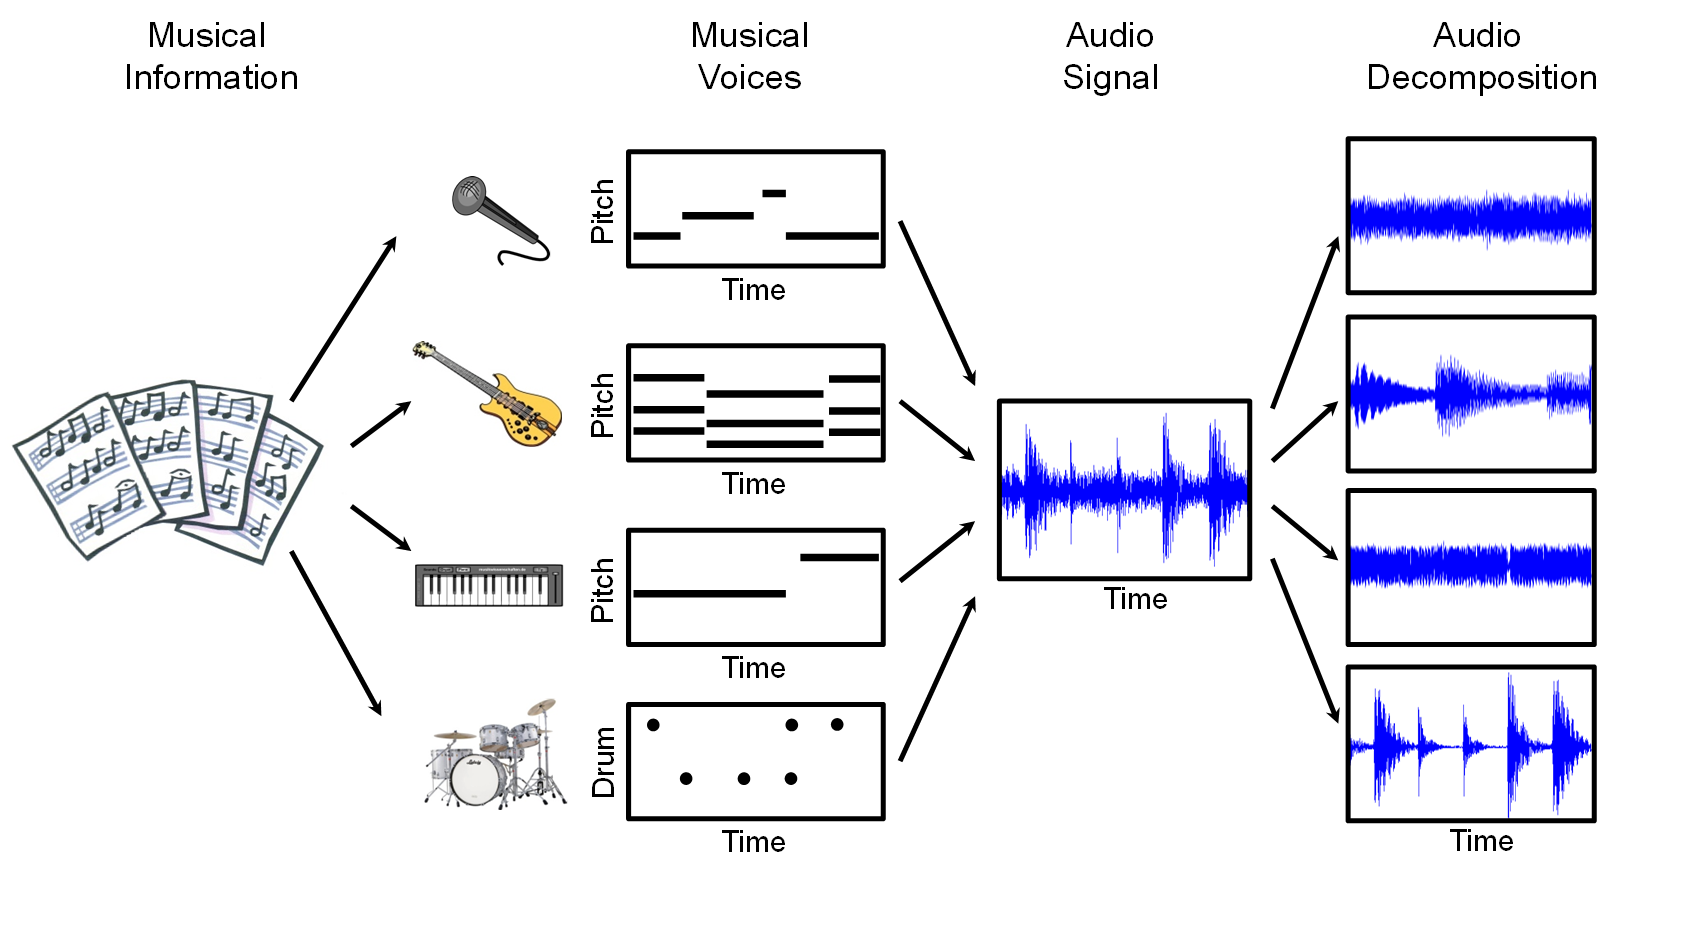 Musical
Information
Musical
Voices
Audio
Signal
Audio
Decomposition
Pitch
Time
Pitch
Time
Pitch
Time
Drum
Time
Time
Time